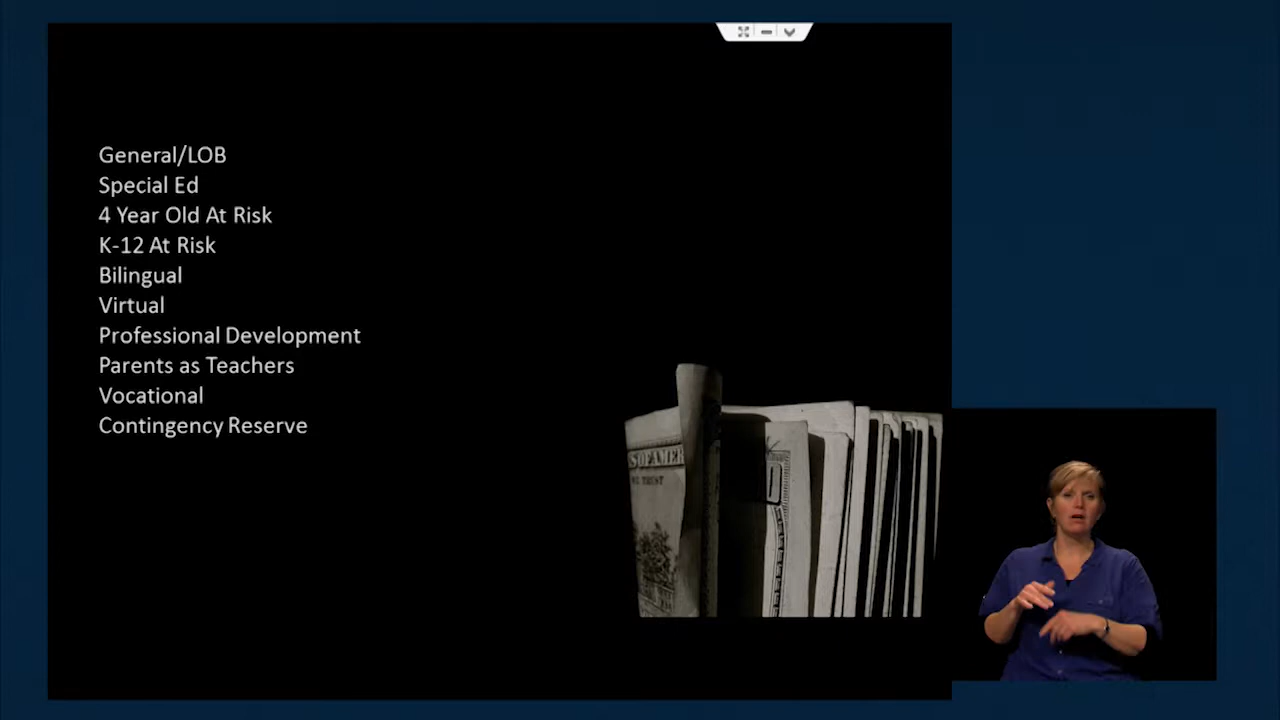 General/LOB
Special Ed
4 Year Old At Risk
K-12 At Risk
Bilingual
Virtual
Professional Development
Parents as Teachers
Vocational
Contingency Reserve